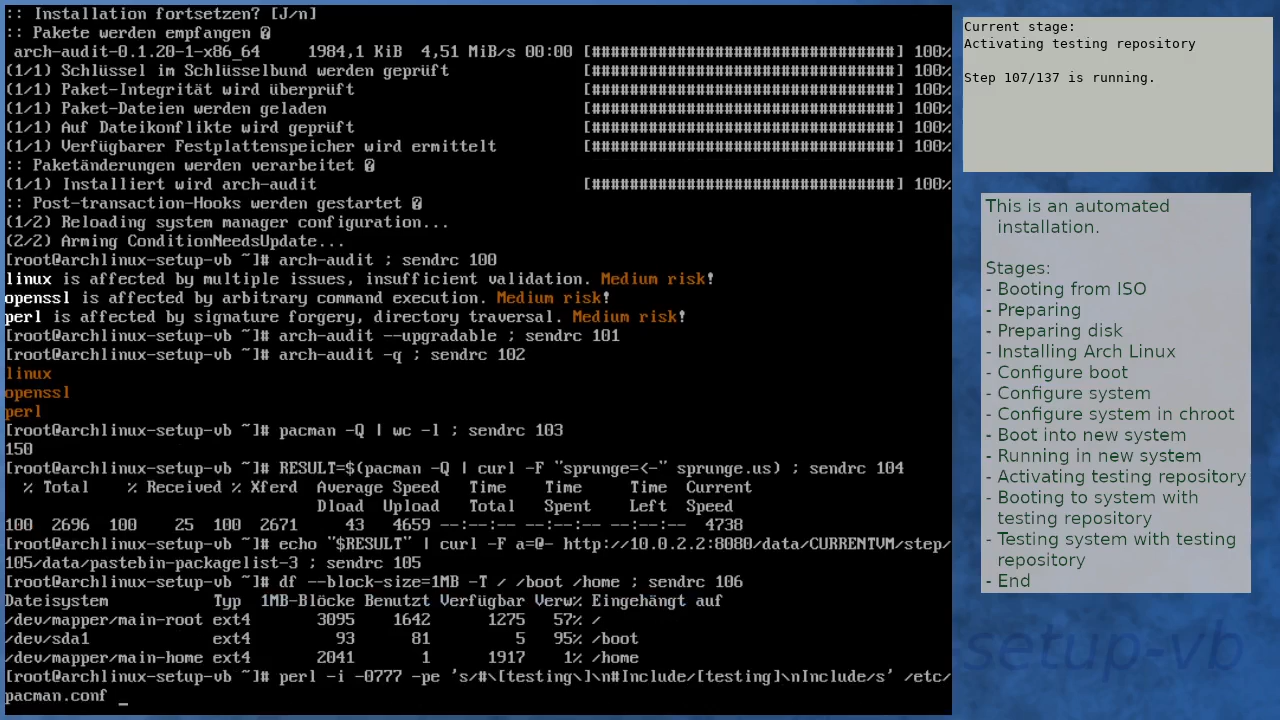 :: Installation fortsetzen? [J/n]
:: Pakete werden empfangen �
 arch-audit-0.1.20-1-x86_64     1984,1 KiB  4,51 MiB/s 00:00 [################################] 100%
(1/1) Schlüssel im Schlüsselbund werden geprüft              [################################] 100%
(1/1) Paket-Integrität wird überprüft                        [################################] 100%
(1/1) Paket-Dateien werden geladen                           [################################] 100%
(1/1) Auf Dateikonflikte wird geprüft                        [################################] 100%
(1/1) Verfügbarer Festplattenspeicher wird ermittelt         [################################] 100%
:: Paketänderungen werden verarbeitet �
(1/1) Installiert wird arch-audit                            [################################] 100%
:: Post-transaction-Hooks werden gestartet �
(1/2) Reloading system manager configuration...
(2/2) Arming ConditionNeedsUpdate...
[root@archlinux-setup-vb ~]# arch-audit ; sendrc 100
linux is affected by multiple issues, insufficient validation. Medium risk!
openssl is affected by arbitrary command execution. Medium risk!
perl is affected by signature forgery, directory traversal. Medium risk!
[root@archlinux-setup-vb ~]# arch-audit --upgradable ; sendrc 101
[root@archlinux-setup-vb ~]# arch-audit -q ; sendrc 102
linux
openssl
perl
[root@archlinux-setup-vb ~]# pacman -Q | wc -l ; sendrc 103
150
[root@archlinux-setup-vb ~]# RESULT=$(pacman -Q | curl -F "sprunge=<-" sprunge.us) ; sendrc 104
  % Total    % Received % Xferd  Average Speed   Time    Time     Time  Current
                                 Dload  Upload   Total   Spent    Left  Speed
100  2696  100    25  100  2671     43   4659 --:--:-- --:--:-- --:--:--  4738
[root@archlinux-setup-vb ~]# echo "$RESULT" | curl -F a=@- http://10.0.2.2:8080/data/CURRENTVM/step/
105/data/pastebin-packagelist-3 ; sendrc 105
[root@archlinux-setup-vb ~]# df --block-size=1MB -T / /boot /home ; sendrc 106
Dateisystem           Typ  1MB-Blöcke Benutzt Verfügbar Verw% Eingehängt auf
/dev/mapper/main-root ext4       3095    1642      1275   57% /
/dev/sda1             ext4         93      81         5   95% /boot
/dev/mapper/main-home ext4       2041       1      1917    1% /home
[root@archlinux-setup-vb ~]# perl -i -0777 -pe 's/#\[testing\]\n#Include/[testing]\nInclude/s' /etc/
pacman.conf _
Current stage:
Activating testing repository
Step 107/137 is running.
This is an automated
installation.
Stages:
- Booting from ISO
- Preparing
- Preparing disk
- Installing Arch Linux
- Configure boot
- Configure system
- Configure system in chroot
- Boot into new system
- Running in new system
- Activating testing repository
- Booting to system with
testing repository
- Testing system with testing
repository
- End
setup-vb